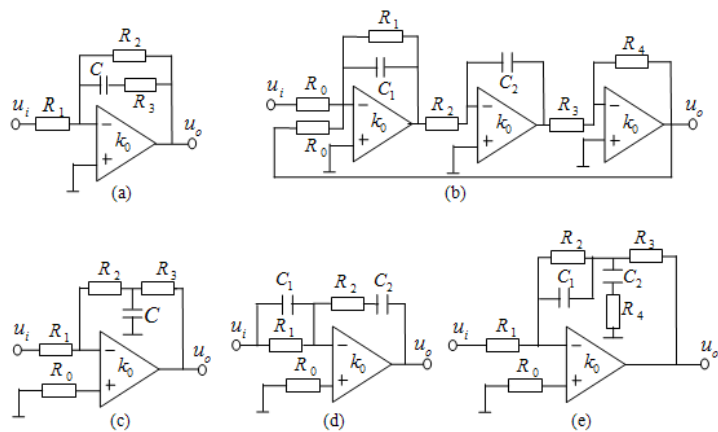 R₂
C
R₃
uᵢ
R₁
−
k₀
+
uₒ
(a)
R₁
C₁
uᵢ
R₀
R₀
−
k₀
+
R₂
C₂
−
k₀
+
R₃
R₄
−
k₀
+
uₒ
(b)
R₂
R₃
C
uᵢ
R₁
−
k₀
+
R₀
uₒ
(c)
C₁
R₂
C₂
uᵢ
R₁
−
k₀
+
R₀
uₒ
(d)
R₂
R₃
C₁
C₂
R₄
uᵢ
R₁
−
k₀
+
R₀
uₒ
(e)